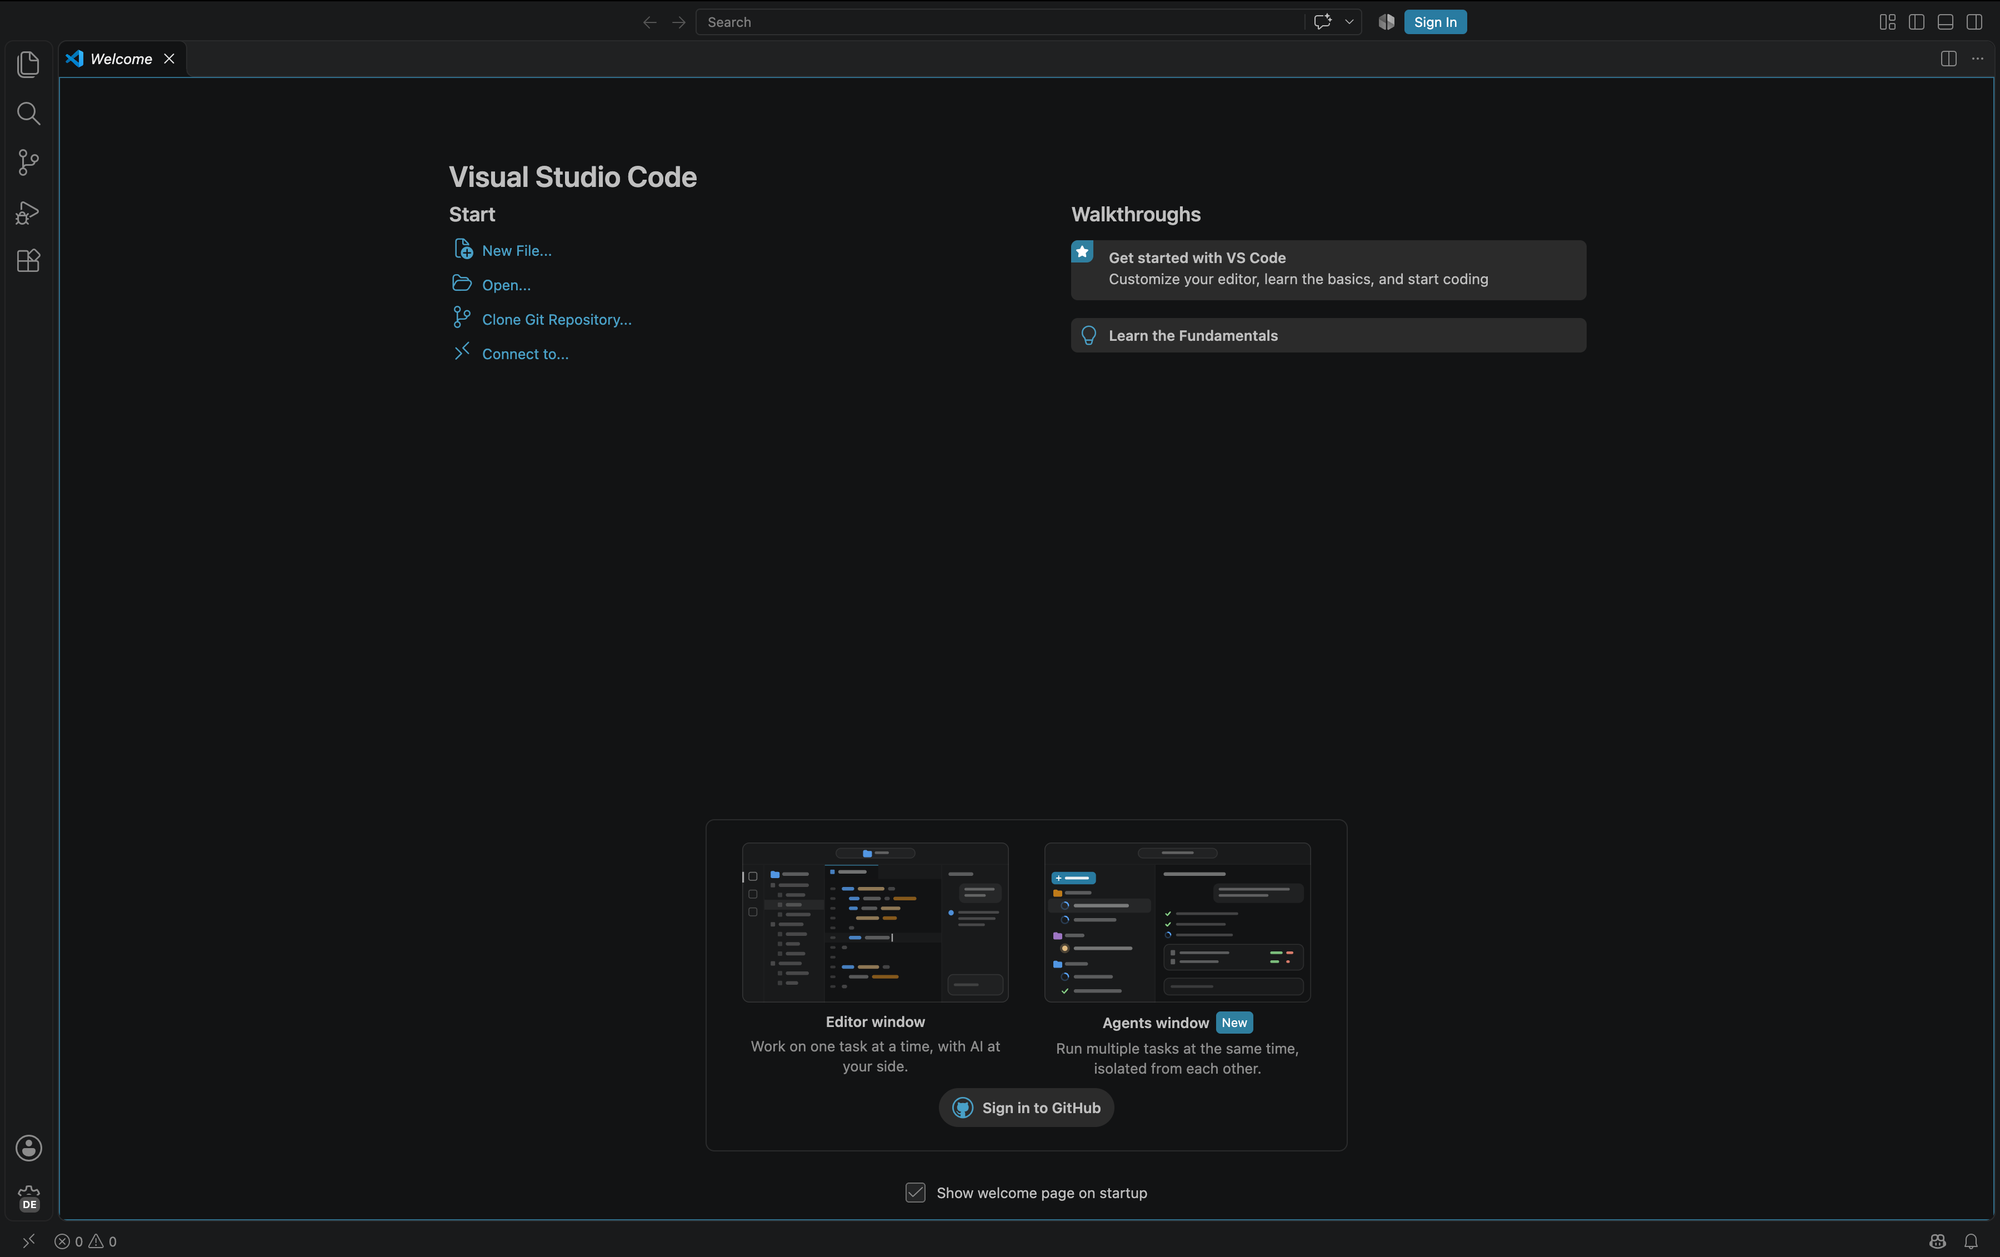 Search
Sign In
Welcome
Visual Studio Code
Start
New File...
Open...
Clone Git Repository...
Connect to...
Walkthroughs
Get started with VS Code
Customize your editor, learn the basics, and start coding
Learn the Fundamentals
Editor window
Work on one task at a time, with AI at
your side.
Agents window New
Run multiple tasks at the same time,
isolated from each other.
Sign in to GitHub
Show welcome page on startup
DE
0 0